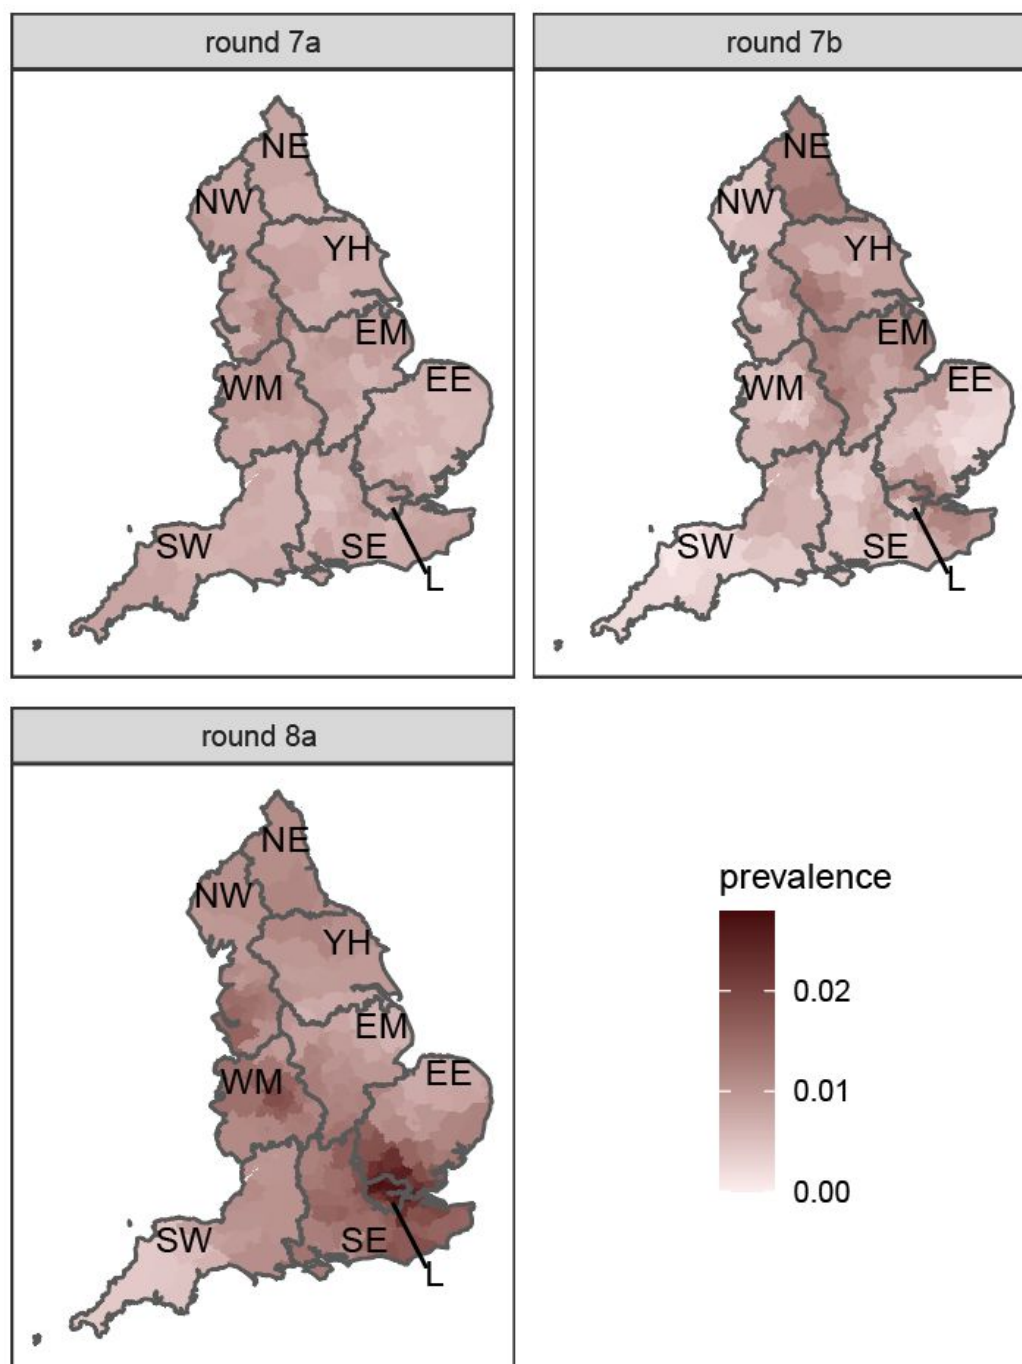 round 7a
round 7b
NE
NW
YH
EM
WM
EE
SW
SE
L
NE
NW
YH
EM
WM
EE
SW
SE
L
round 8a
NE
NW
YH
EM
WM
EE
SW
SE
L
prevalence
0.02
0.01
0.00